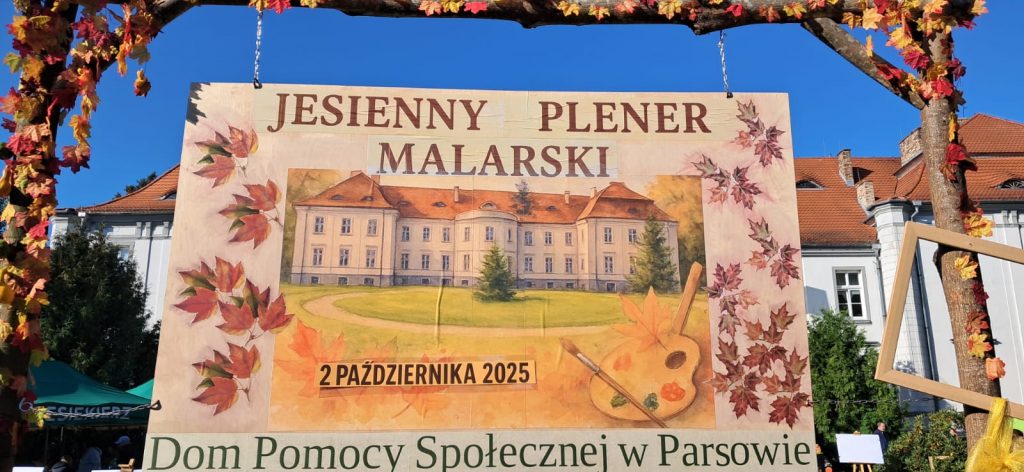 JESIENNY PLENER
MALARSKI
2 PAŹDZIERNIKA 2025
Dom Pomocy Społecznej w Parsowie